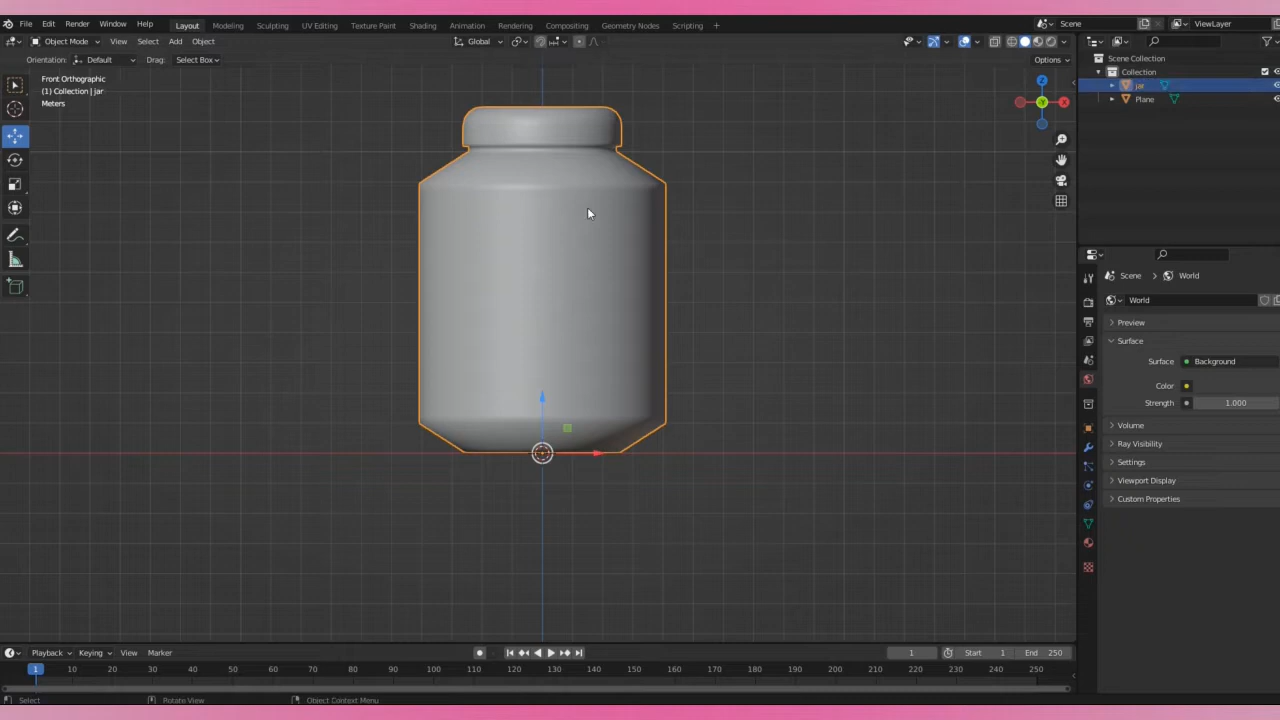 File Edit Render Window Help Layout Modeling Sculpting UV Editing Texture Paint Shading Animation Rendering Compositing Geometry Nodes Scripting + Scene ViewLayer
Object Mode View Select Add Object Global
Orientation: Default Drag: Select Box Options
Front Orthographic
(1) Collection | jar
Meters
Z
Y
X
Scene Collection
Collection
jar
Plane
Scene > World
World
Preview
Surface
Surface Background
Color
Strength 1.000
Volume
Ray Visibility
Settings
Viewport Display
Custom Properties
Playback Keying View Marker 1 Start 1 End 250
1 10 20 30 40 50 60 70 80 90 100 110 120 130 140 150 160 170 180 190 200 210 220 230 240 250
Select Rotate View Object Context Menu